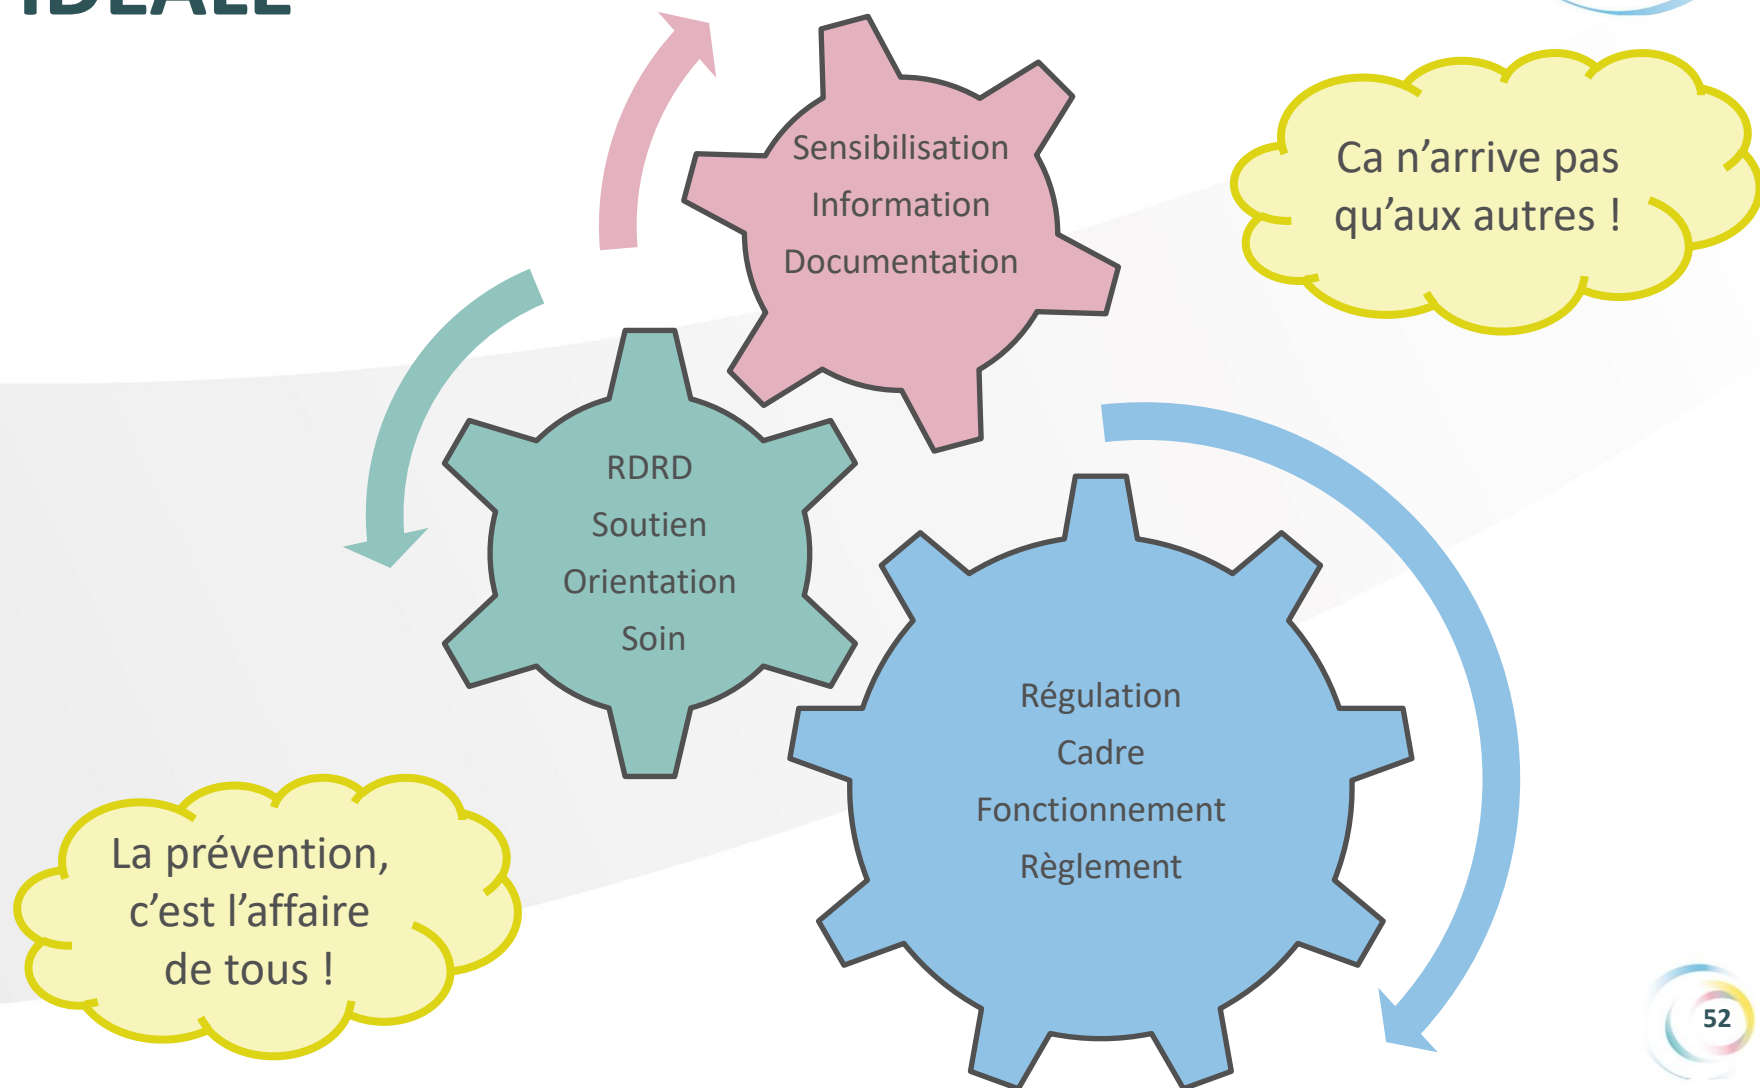 IDÉALE
Sensibilisation
Information
Documentation
Ca n’arrive pas
qu’aux autres !
RDRD
Soutien
Orientation
Soin
Régulation
Cadre
Fonctionnement
Règlement
La prévention,
c’est l’affaire
de tous !
52